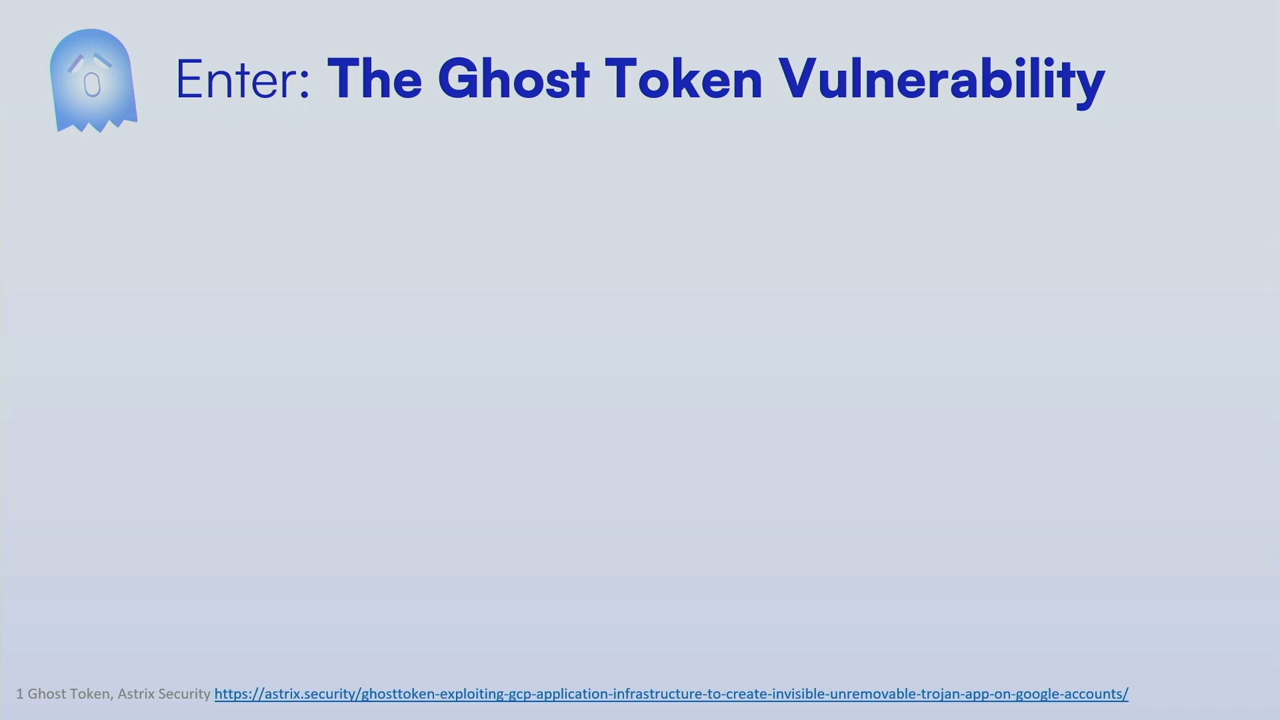 Enter: The Ghost Token Vulnerability
1 Ghost Token, Astrix Security https://astrix.security/ghosttoken-exploiting-gcp-application-infrastructure-to-create-invisible-unremovable-trojan-app-on-google-accounts/